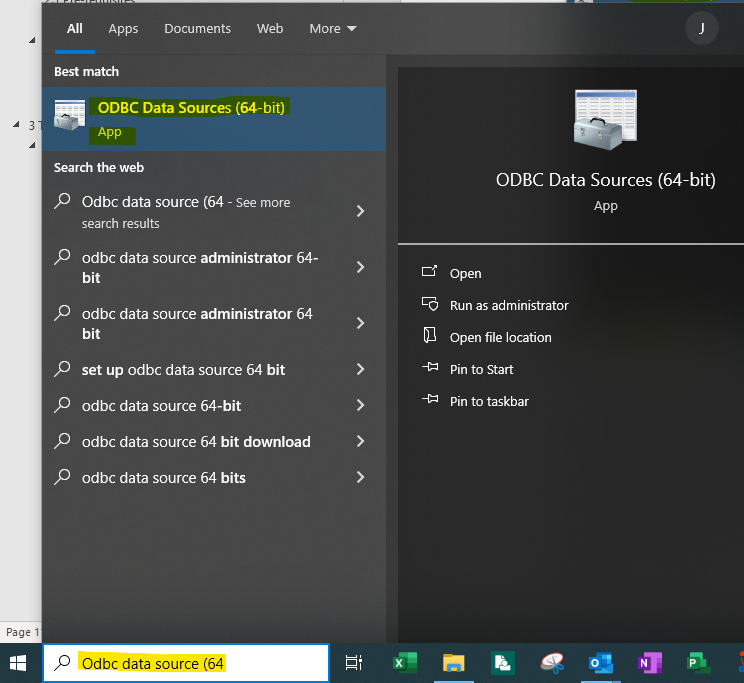 All Apps Documents Web More J
Best match
ODBC Data Sources (64-bit)
App
Search the web
Odbc data source (64 - See more
search results
odbc data source administrator 64-
bit
odbc data source administrator 64
bit
set up odbc data source 64 bit
odbc data source 64-bit
odbc data source 64 bit download
odbc data source 64 bits
ODBC Data Sources (64-bit)
App
Open
Run as administrator
Open file location
Pin to Start
Pin to taskbar
3 T
Page 1
Odbc data source (64